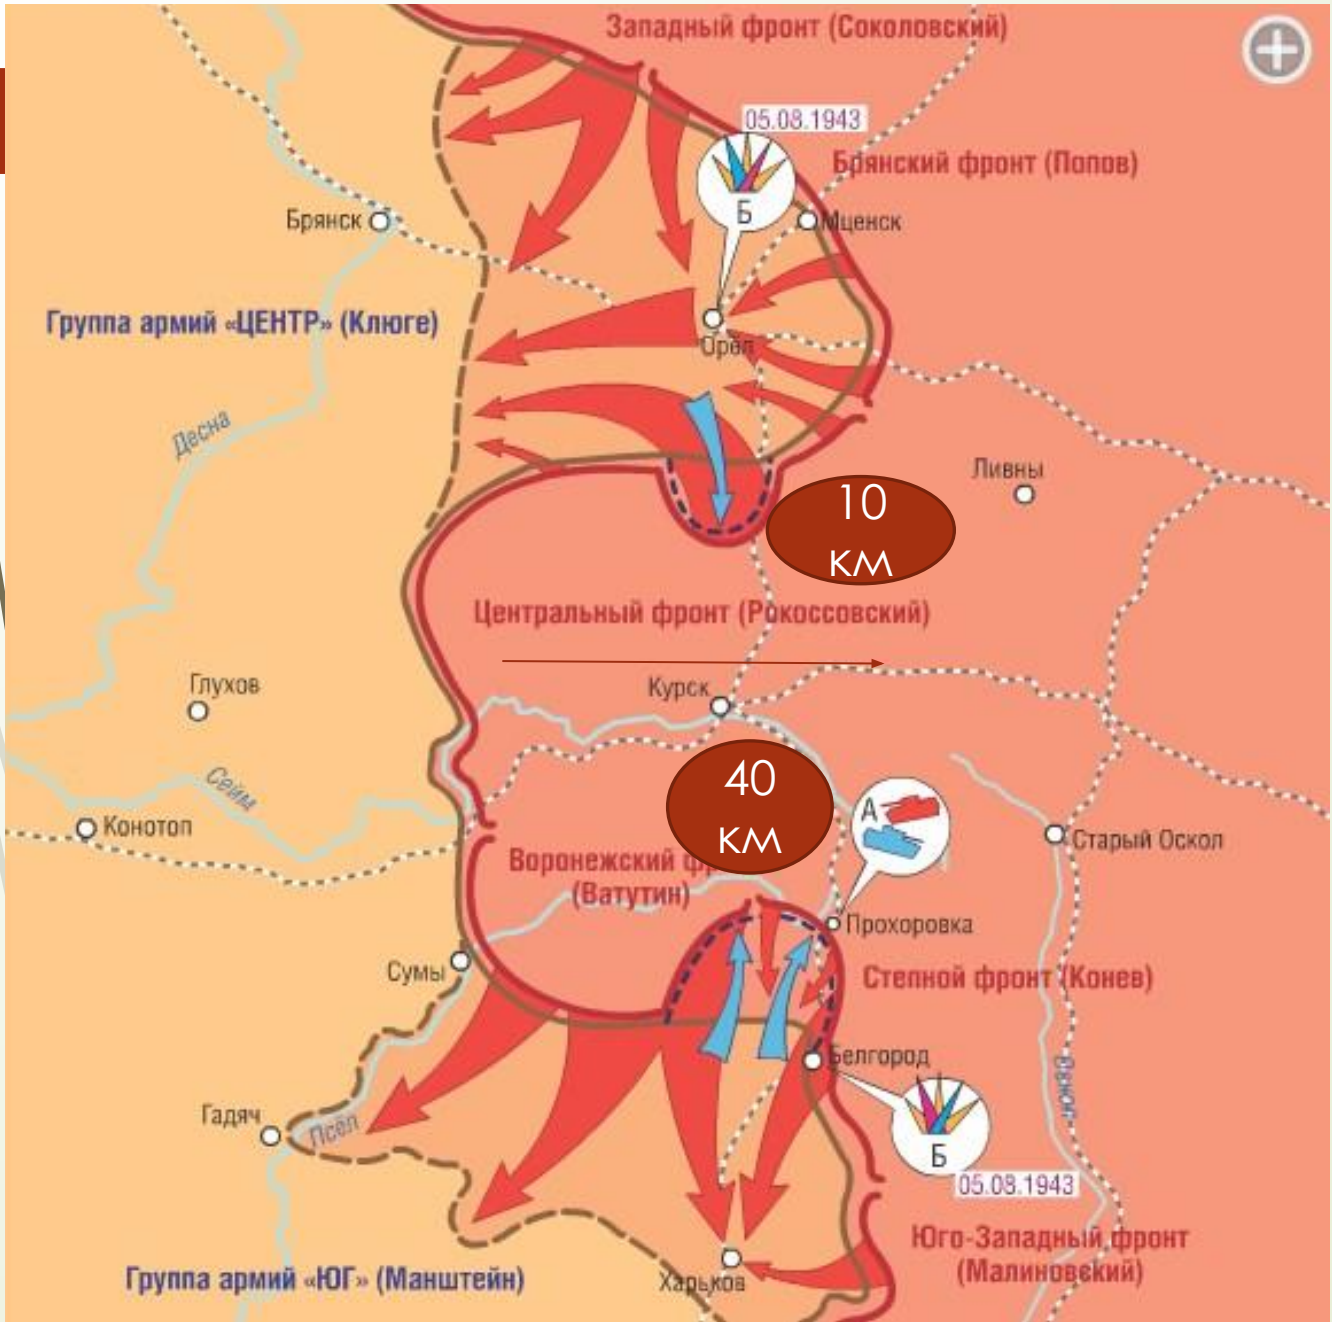 Западный фронт (Соколовский)
05.08.1943
Брянский фронт (Попов)
Б
Брянск
Мценск
Группа армий «ЦЕНТР» (Клюге)
Орёл
Десна
Ливны
10
км
Центральный фронт (Рокоссовский)
Глухов
Курск
Сейм
40
км
А
Конотоп
Старый Оскол
Воронежский
(Ватутин)
Прохоровка
Сумы
Степной фронт (Конев)
Белгород
Гадяч
Псёл
Б
05.08.1943
Юго-Западный фронт
(Малиновский)
Группа армий «ЮГ» (Манштейн)
Харьков